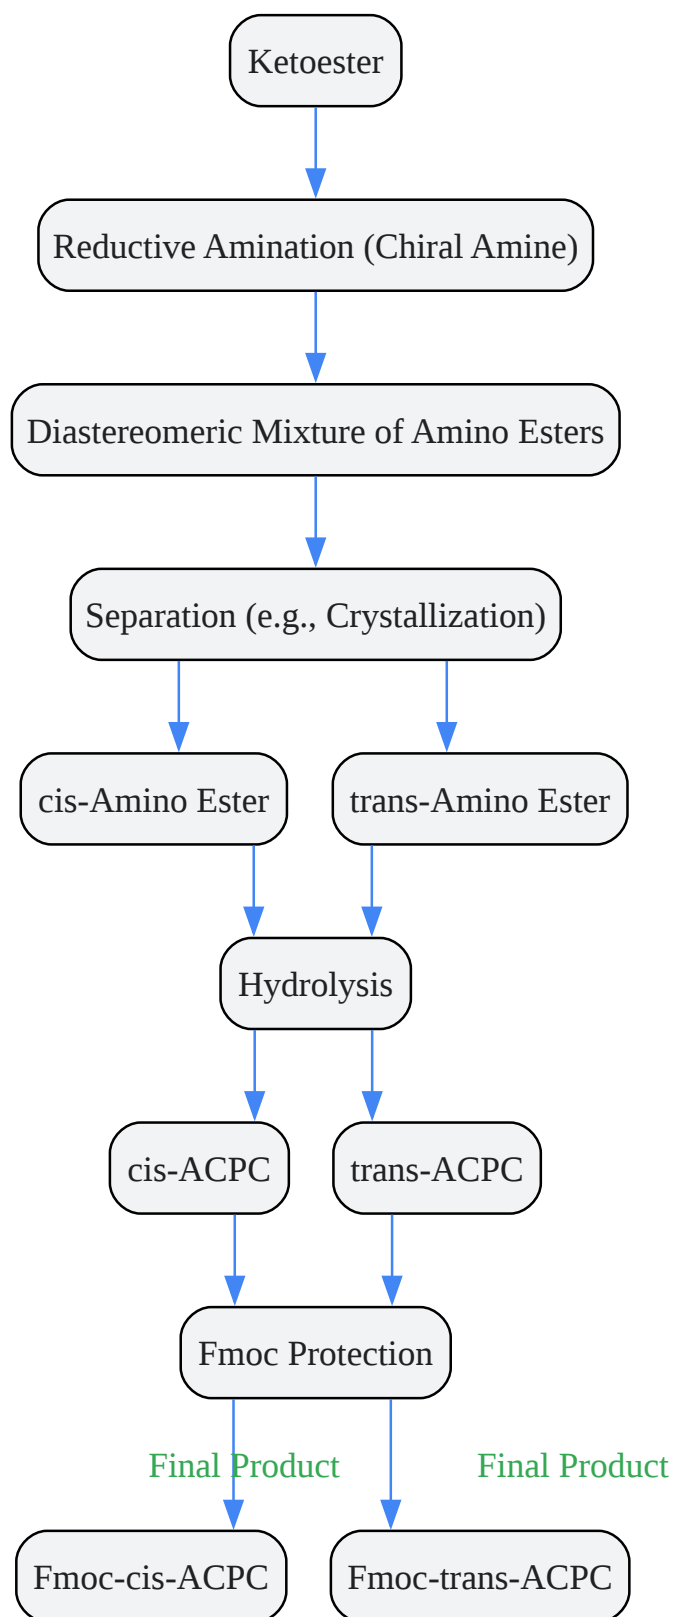 Ketoester
Reductive Amination (Chiral Amine)
Diastereomeric Mixture of Amino Esters
Separation (e.g., Crystallization)
cis-Amino Ester
trans-Amino Ester
Hydrolysis
cis-ACPC
trans-ACPC
Fmoc Protection
Final Product
Final Product
Fmoc-cis-ACPC
Fmoc-trans-ACPC